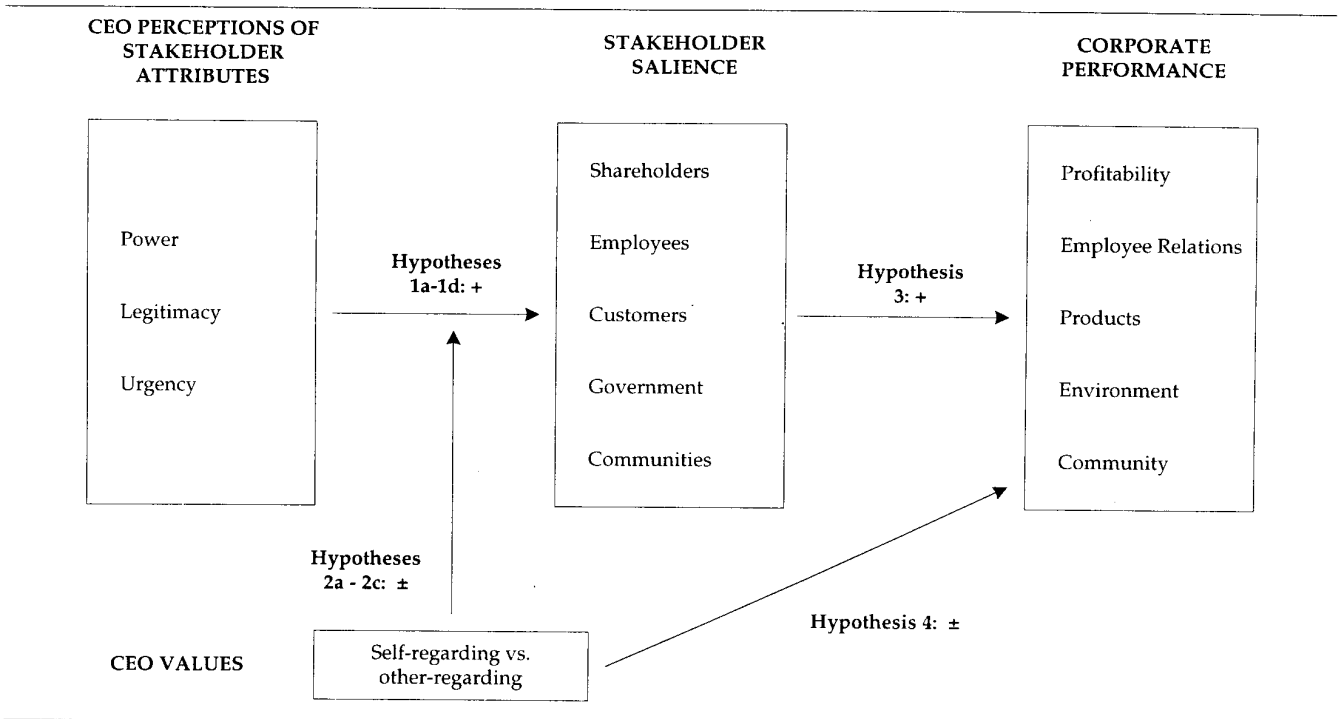 CEO PERCEPTIONS OF
STAKEHOLDER
ATTRIBUTES
Power
Legitimacy
Urgency
Hypotheses
1a-1d: +
STAKEHOLDER
SALIENCE
Shareholders
Employees
Customers
Government
Communities
Hypothesis
3: +
CORPORATE
PERFORMANCE
Profitability
Employee Relations
Products
Environment
Community
Hypotheses
2a - 2c: ±
Hypothesis 4: ±
CEO VALUES
Self-regarding vs.
other-regarding